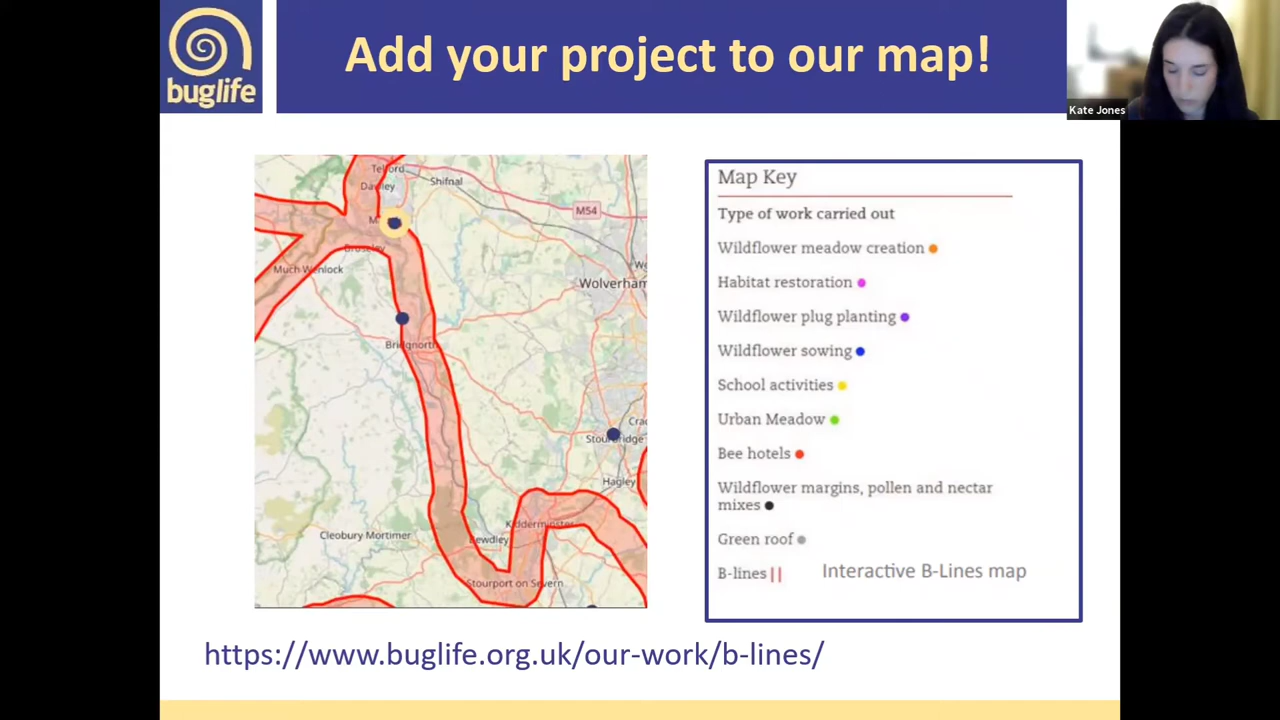 buglife
Add your project to our map!
Kate Jones
Telford
Dawley
Shifnal
M54
Broseley
Much Wenlock
Wolverham
Bridgnorth
Stourbridge
Hagley
Kidderminster
Cleobury Mortimer
Bewdley
Stourport on Severn
Map Key
Type of work carried out
Wildflower meadow creation
Habitat restoration
Wildflower plug planting
Wildflower sowing
School activities
Urban Meadow
Bee hotels
Wildflower margins, pollen and nectar
mixes
Green roof
B-lines
Interactive B-Lines map
https://www.buglife.org.uk/our-work/b-lines/